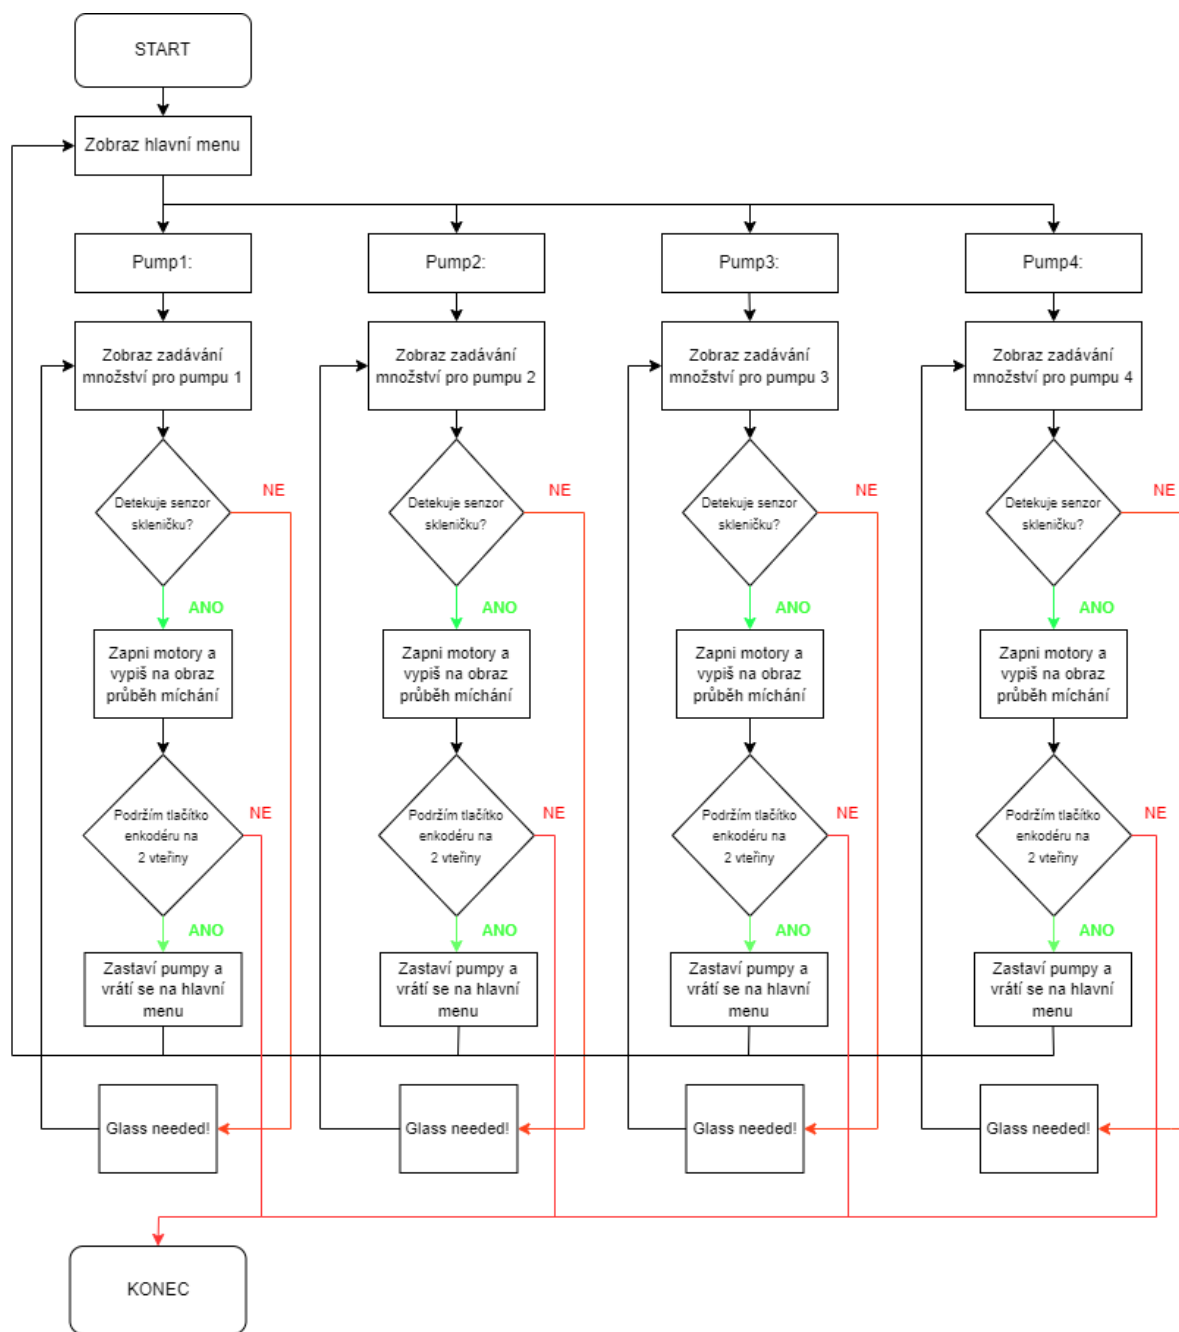 START
Zobraz hlavní menu
Pump1:
Pump2:
Pump3:
Pump4:
Zobraz zadávání
množství pro pumpu 1
Zobraz zadávání
množství pro pumpu 2
Zobraz zadávání
množství pro pumpu 3
Zobraz zadávání
množství pro pumpu 4
Detekuje senzor
skleničku?
NE
Detekuje senzor
skleničku?
NE
Detekuje senzor
skleničku?
NE
Detekuje senzor
skleničku?
NE
ANO
ANO
ANO
ANO
Zapni motory a
vypiš na obraz
průběh míchání
Zapni motory a
vypiš na obraz
průběh míchání
Zapni motory a
vypiš na obraz
průběh míchání
Zapni motory a
vypiš na obraz
průběh míchání
Podržím tlačítko
enkodéru na
2 vteřiny
NE
Podržím tlačítko
enkodéru na
2 vteřiny
NE
Podržím tlačítko
enkodéru na
2 vteřiny
NE
Podržím tlačítko
enkodéru na
2 vteřiny
NE
ANO
ANO
ANO
ANO
Zastaví pumpy a
vrátí se na hlavní
menu
Zastaví pumpy a
vrátí se na hlavní
menu
Zastaví pumpy a
vrátí se na hlavní
menu
Zastaví pumpy a
vrátí se na hlavní
menu
Glass needed!
Glass needed!
Glass needed!
Glass needed!
KONEC